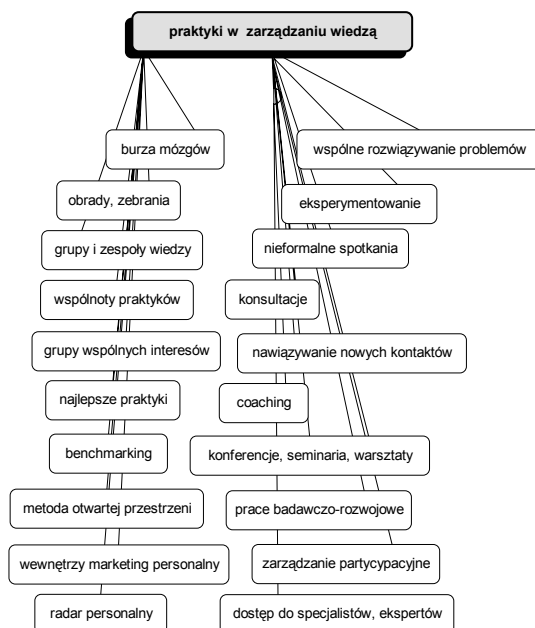 praktyki w zarządzaniu wiedzą
burza mózgów
obrady, zebrania
grupy i zespoły wiedzy
wspólnoty praktyków
grupy wspólnych interesów
najlepsze praktyki
benchmarking
metoda otwartej przestrzeni
wewnętrzy marketing personalny
radar personalny
wspólne rozwiązywanie problemów
eksperymentowanie
nieformalne spotkania
konsultacje
nawiązywanie nowych kontaktów
coaching
konferencje, seminaria, warsztaty
prace badawczo-rozwojowe
zarządzanie partycypacyjne
dostęp do specjalistów, ekspertów